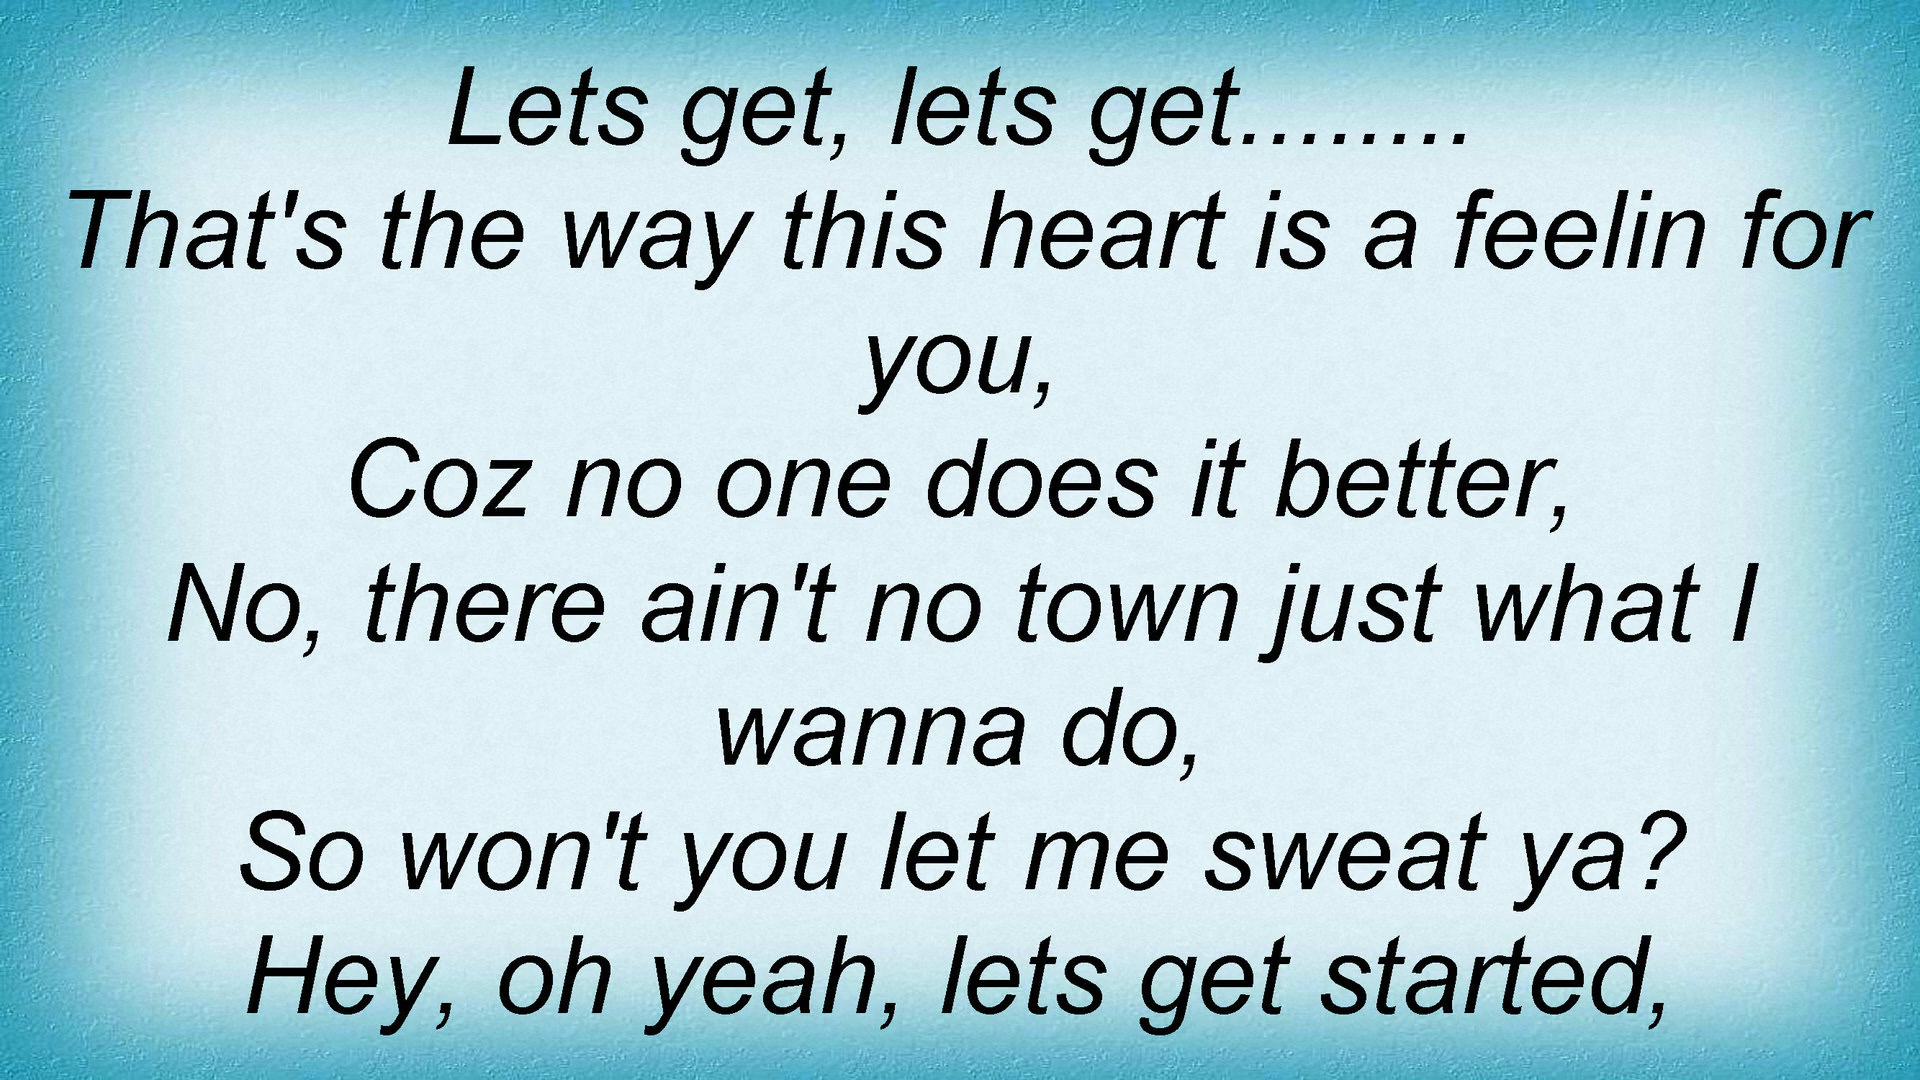 Lets get, lets get........
That's the way this heart is a feelin for
you,
Coz no one does it better,
No, there ain't no town just what I
wanna do,
So won't you let me sweat ya?
Hey, oh yeah, lets get started,